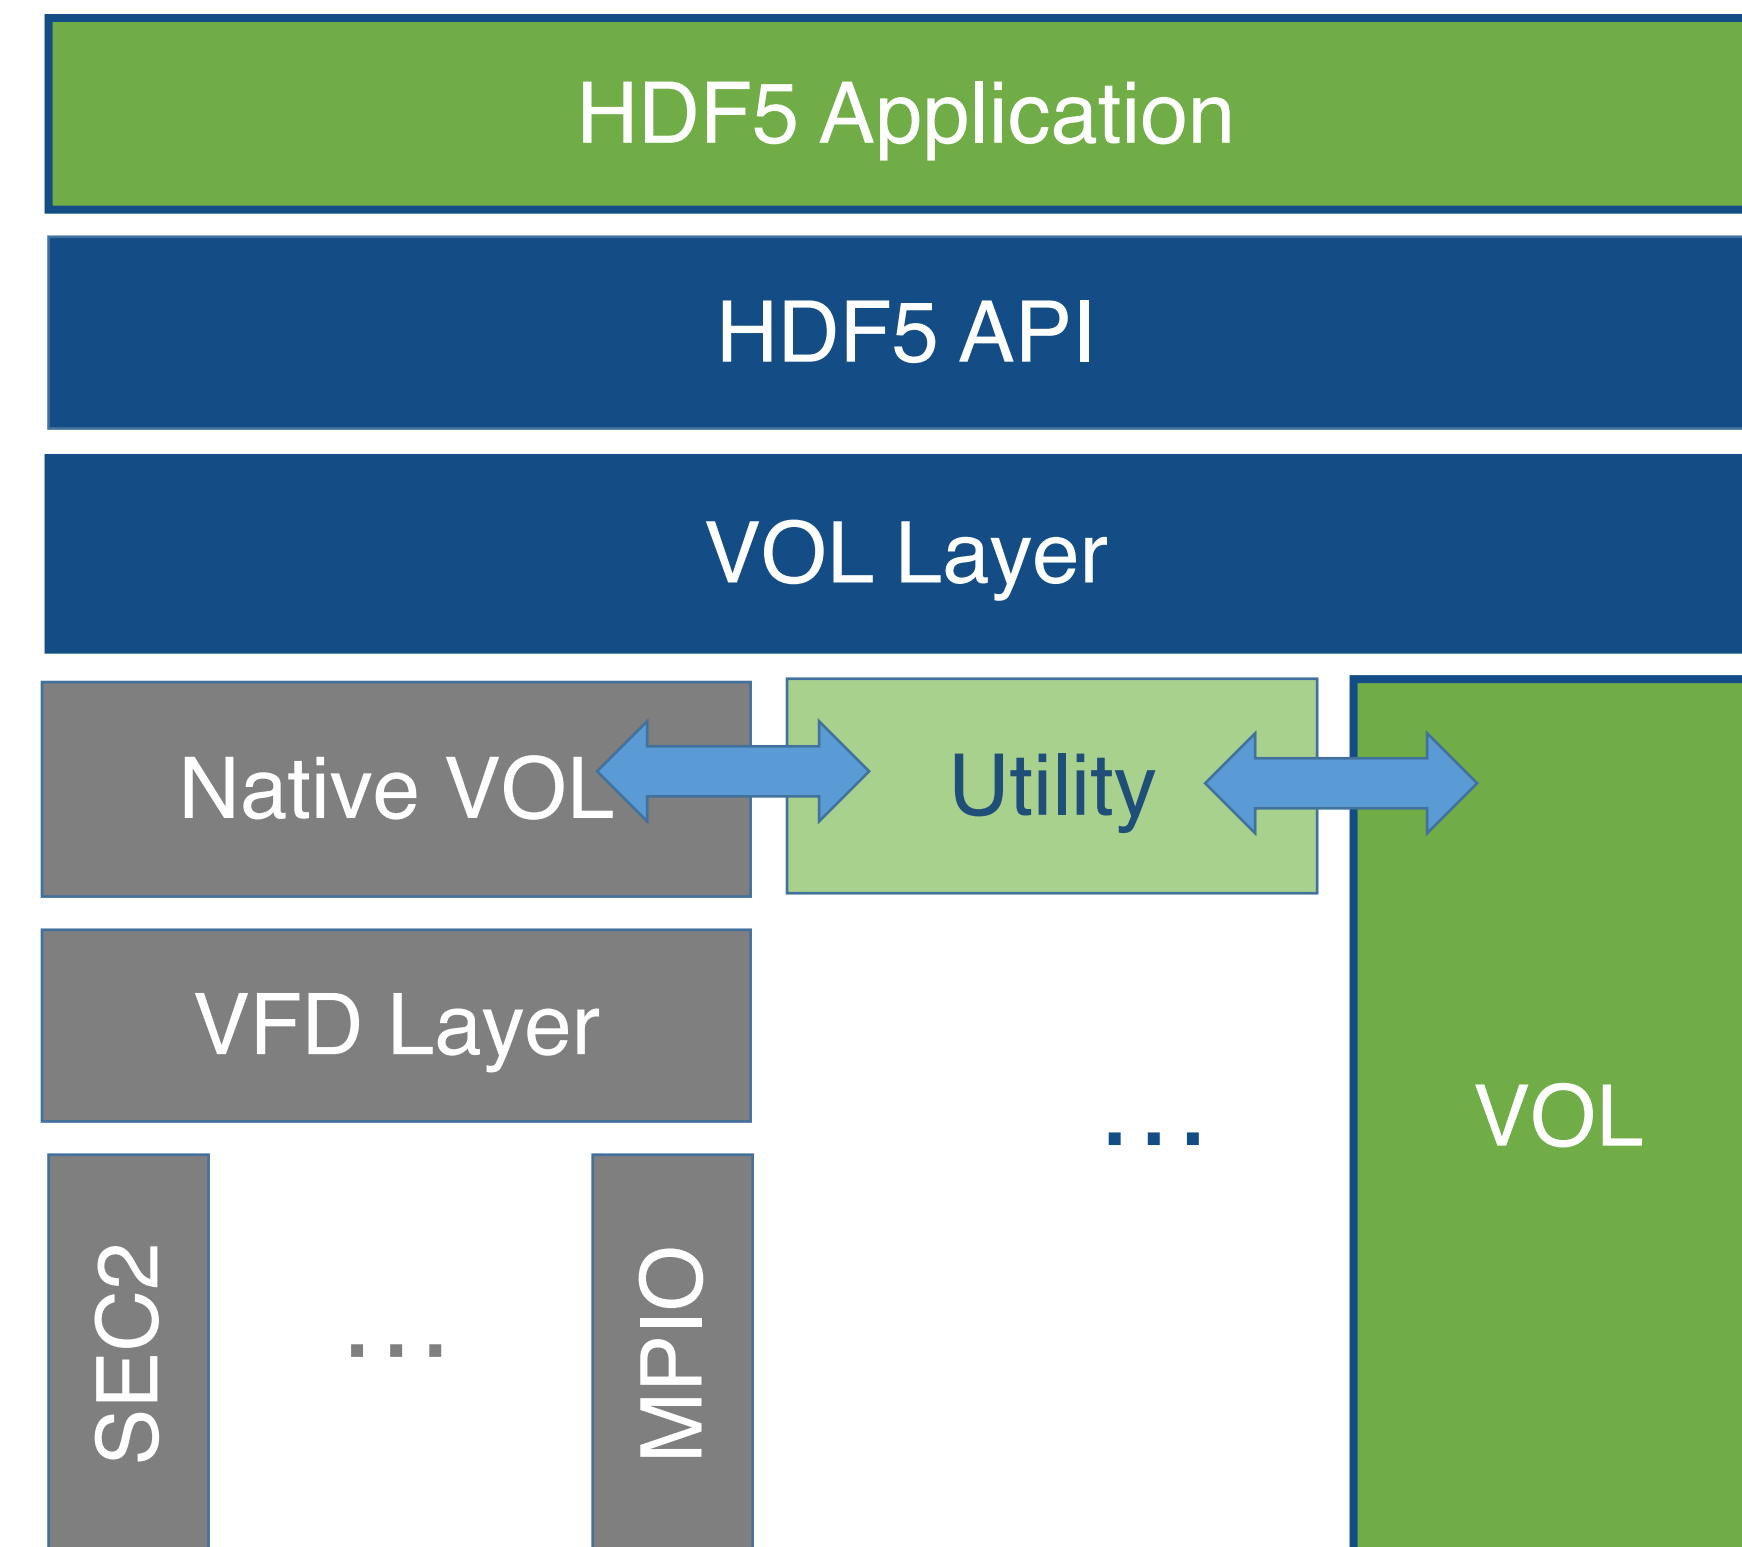 HDF5 Application
HDF5 API
VOL Layer
Native VOL
Utility
VFD Layer
...
VOL
SEC2
...
MPIO